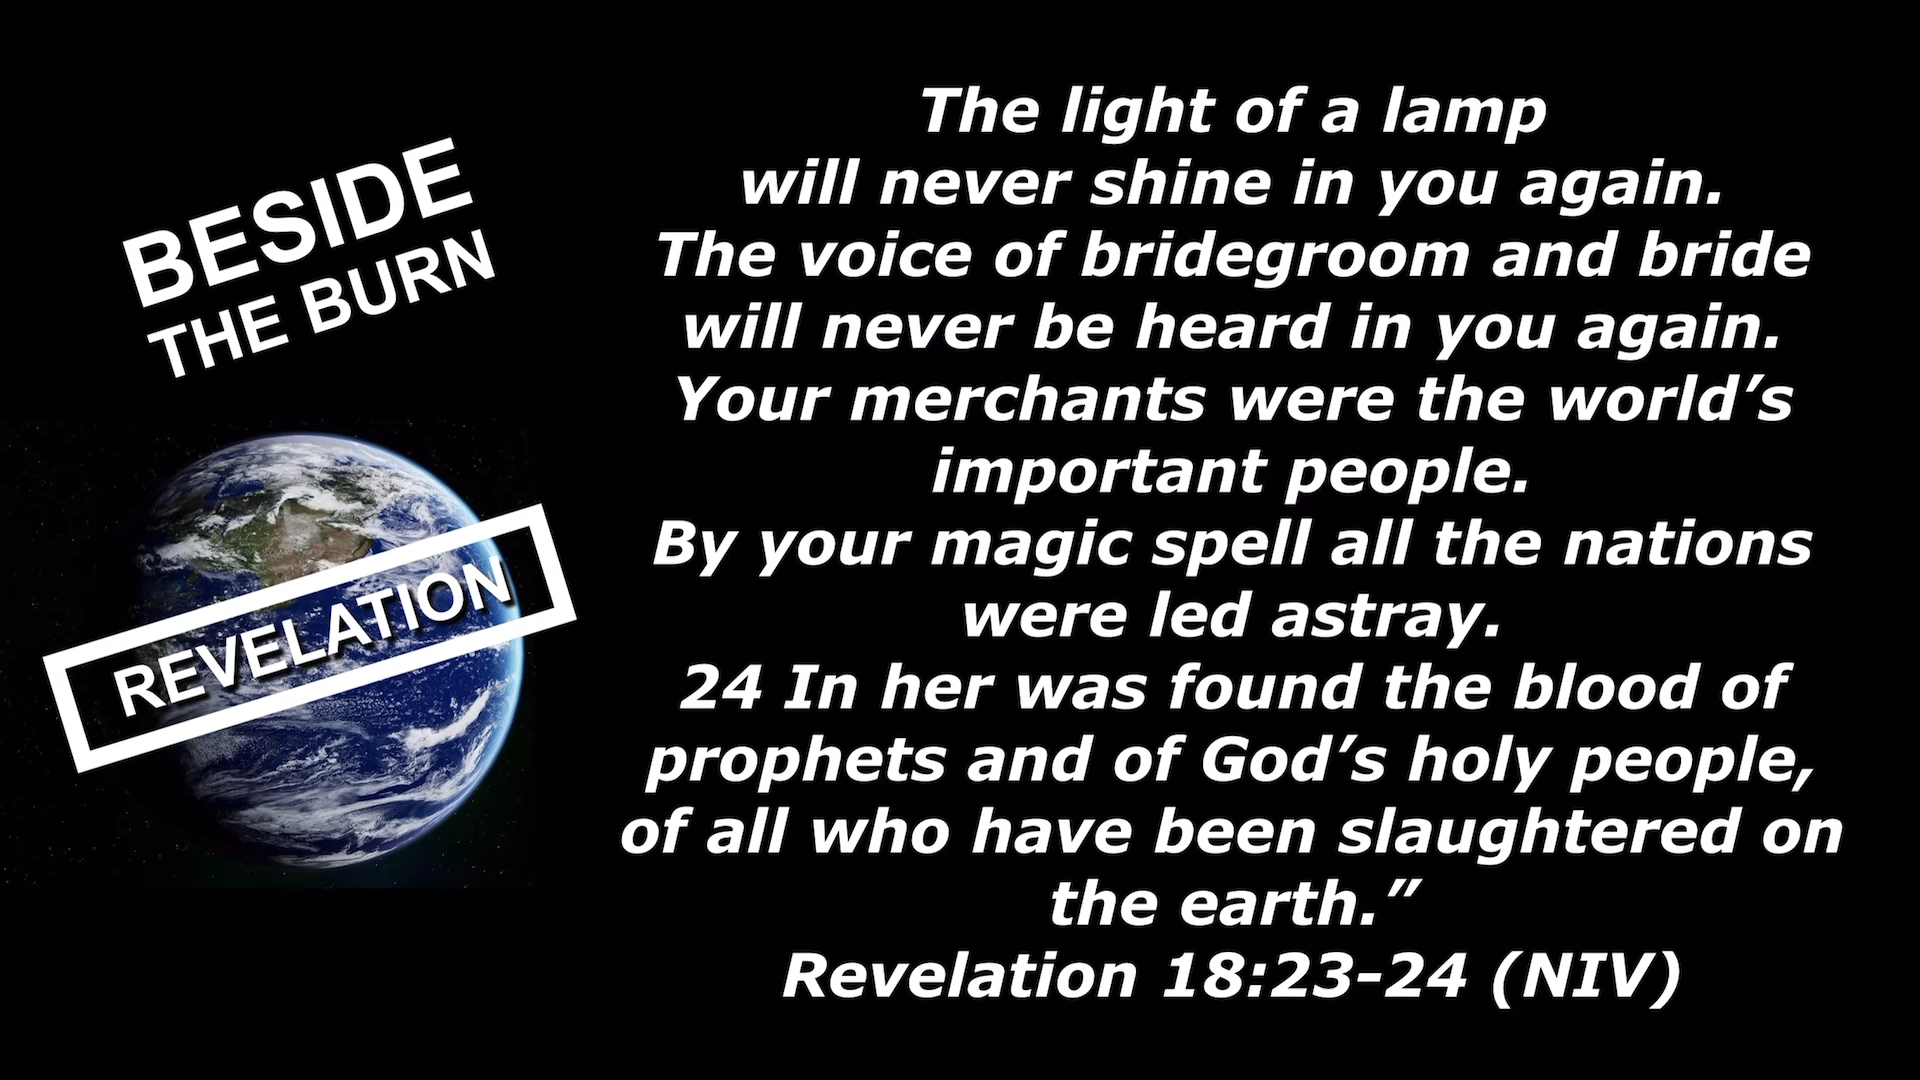 BESIDE
THE BURN
REVELATION
The light of a lamp
will never shine in you again.
The voice of bridegroom and bride
will never be heard in you again.
Your merchants were the world’s
important people.
By your magic spell all the nations
were led astray.
24 In her was found the blood of
prophets and of God’s holy people,
of all who have been slaughtered on
the earth.”
Revelation 18:23-24 (NIV)